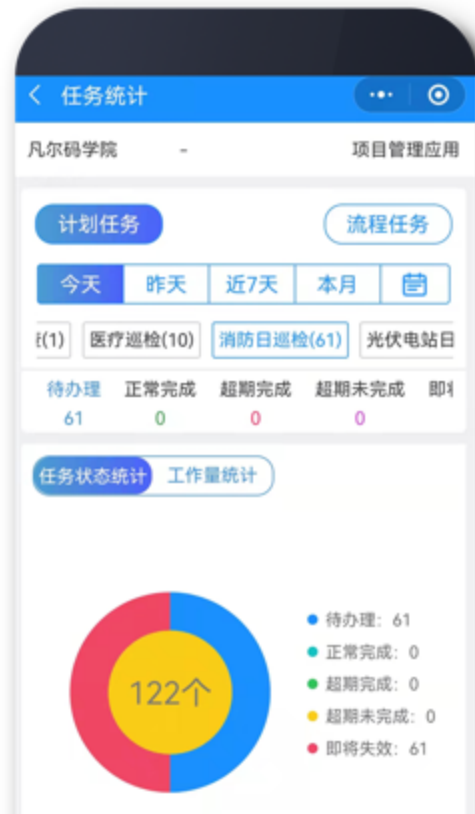 任务统计
凡尔码学院 - 项目管理应用
计划任务 流程任务
今天 昨天 近7天 本月
(1) 医疗巡检(10) 消防日巡检(61) 光伏电站日
待办理 正常完成 超期完成 超期未完成 即
61 0 0 0
任务状态统计 工作量统计
122个
待办理: 61
正常完成: 0
超期完成: 0
超期未完成: 0
即将失效: 61